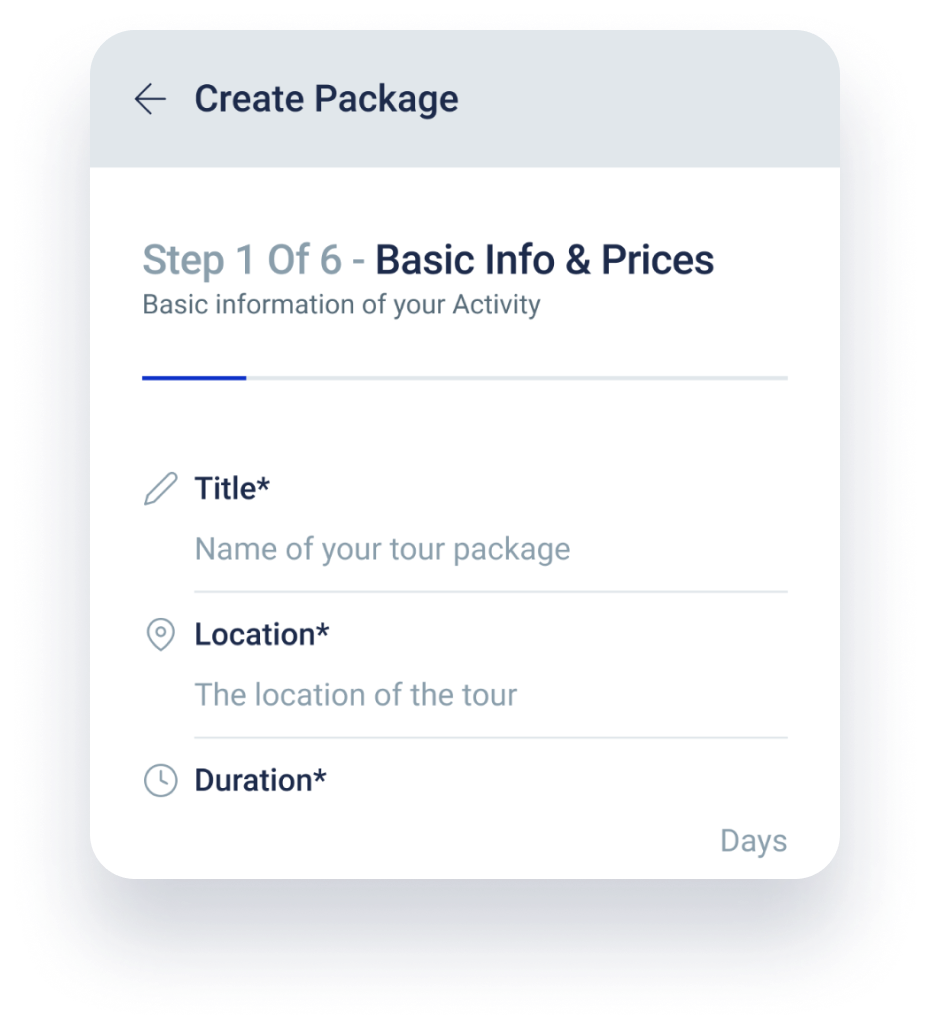 Create Package
Step 1 Of 6 - Basic Info & Prices
Basic information of your Activity
Title*
Name of your tour package
Location*
The location of the tour
Duration*
Days